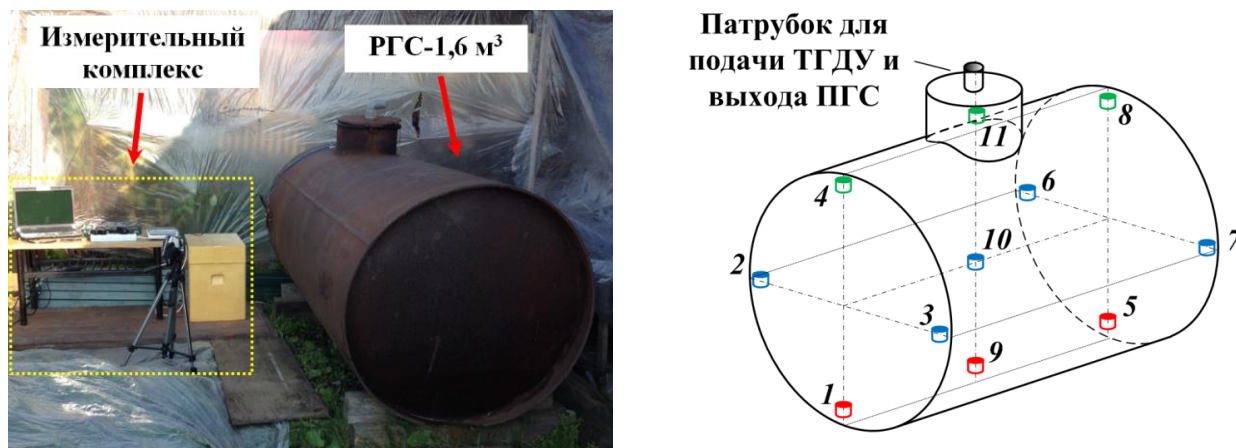 Измерительный
комплекс
РГС-1,6 м³
Патрубок для
подачи ТГДУ и
выхода ПГС
8
11
4
6
10
7
2
3
5
9
1